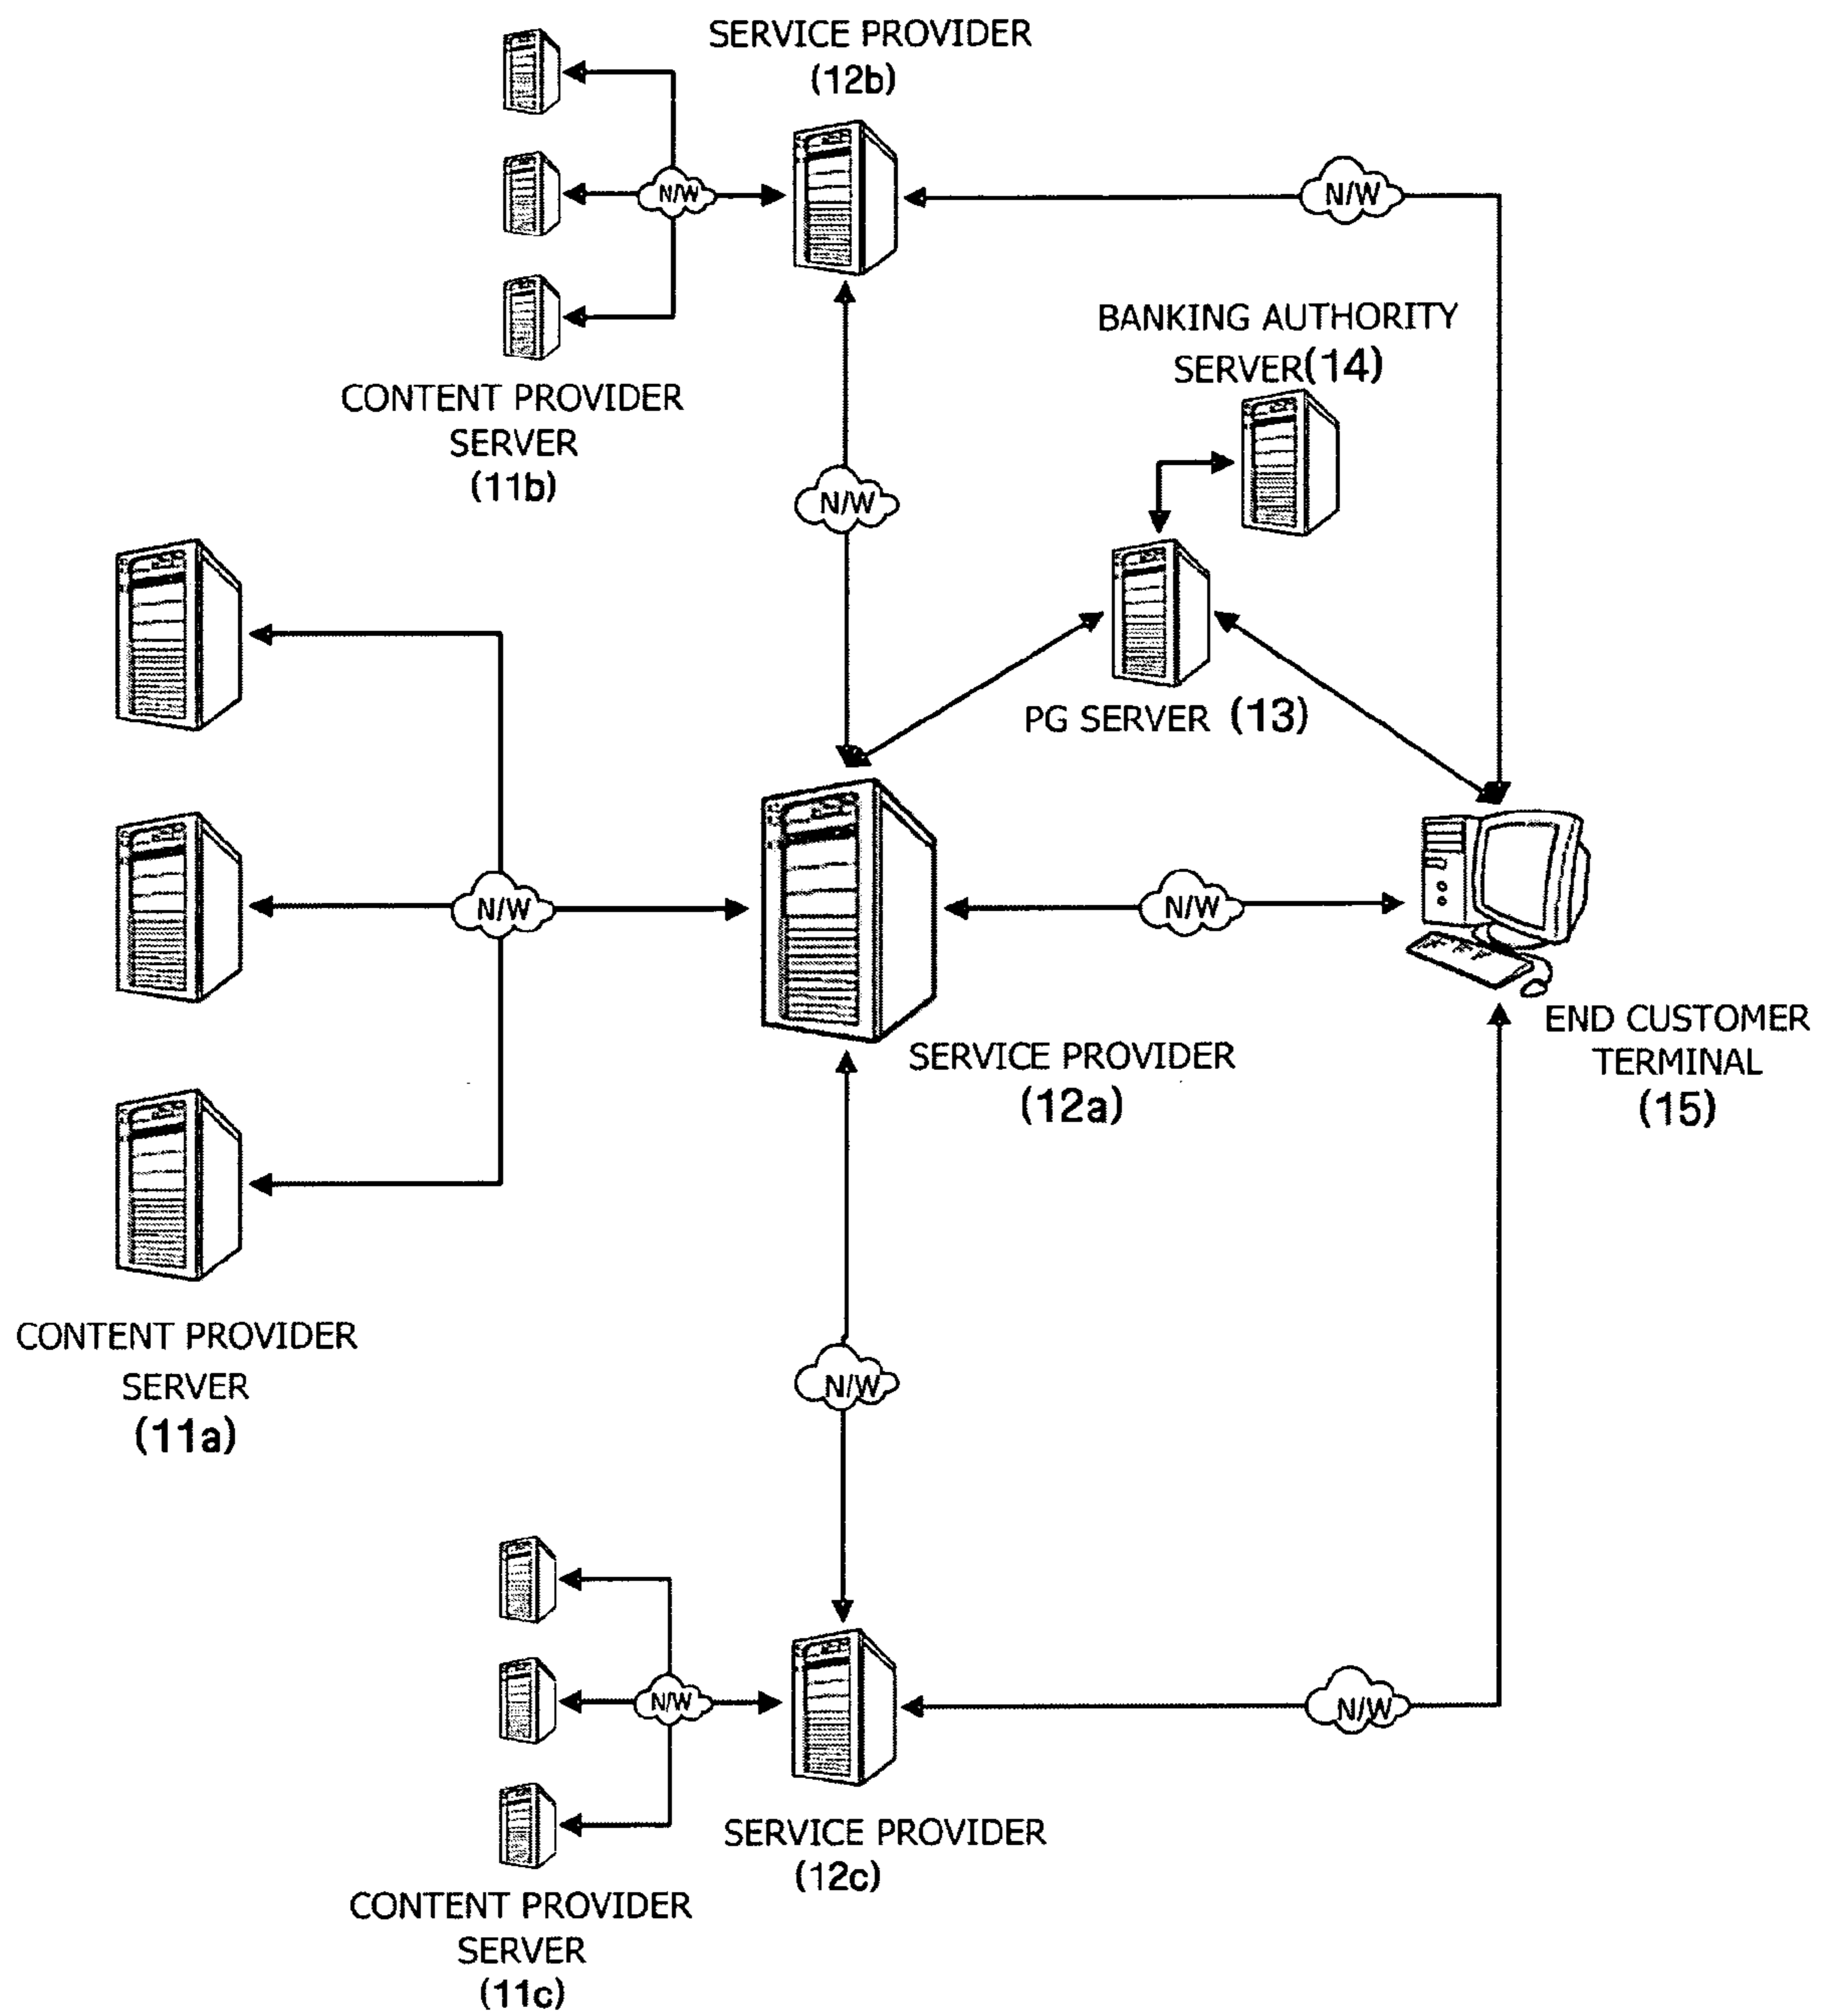 SERVICE PROVIDER
(12b)
N/W
N/W
BANKING AUTHORITY
SERVER(14)
CONTENT PROVIDER
SERVER
(11b)
N/W
PG SERVER (13)
N/W
N/W
END CUSTOMER
TERMINAL
(15)
SERVICE PROVIDER
(12a)
CONTENT PROVIDER
SERVER
(11a)
N/W
N/W
N/W
SERVICE PROVIDER
(12c)
CONTENT PROVIDER
SERVER
(11c)